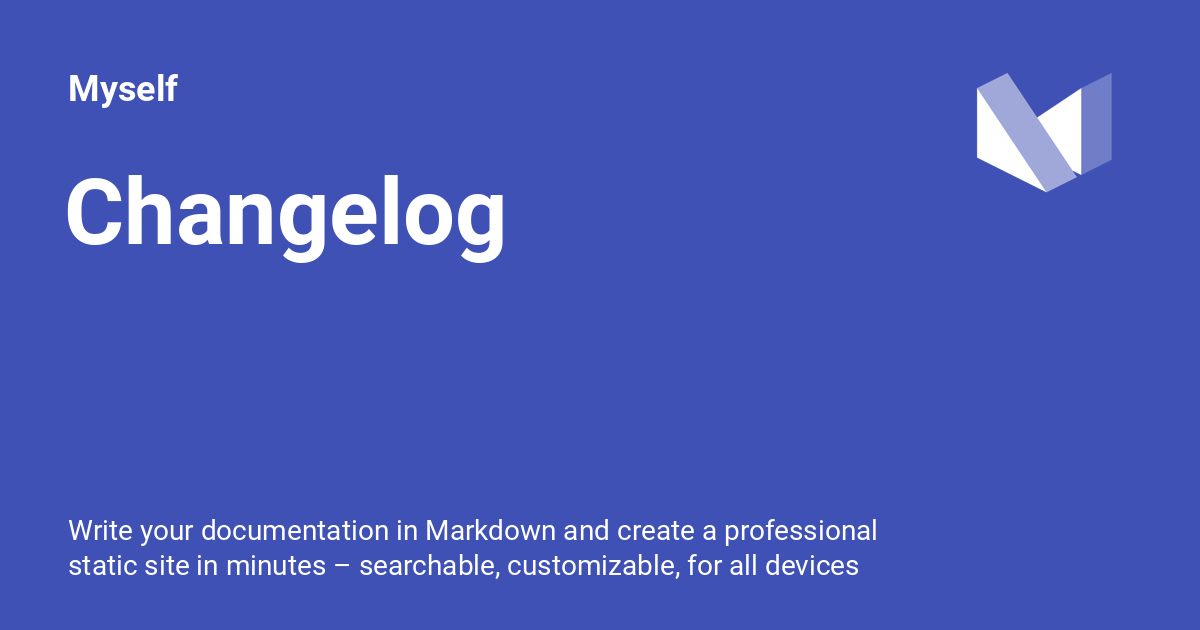 Myself
Changelog
Write your documentation in Markdown and create a professional
static site in minutes – searchable, customizable, for all devices